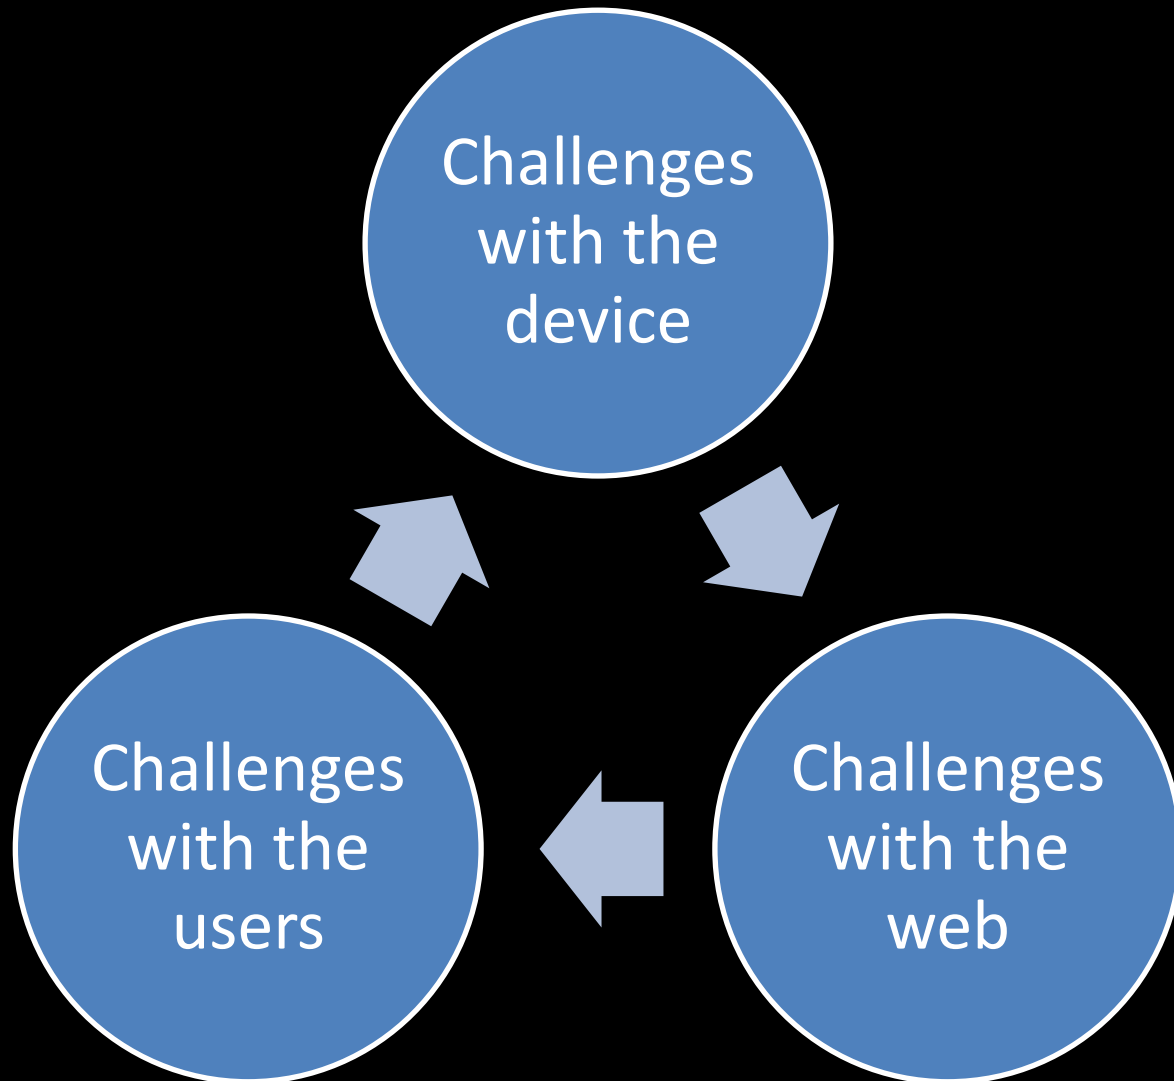 Challenges
with the
device
Challenges
with the
users
Challenges
with the
web